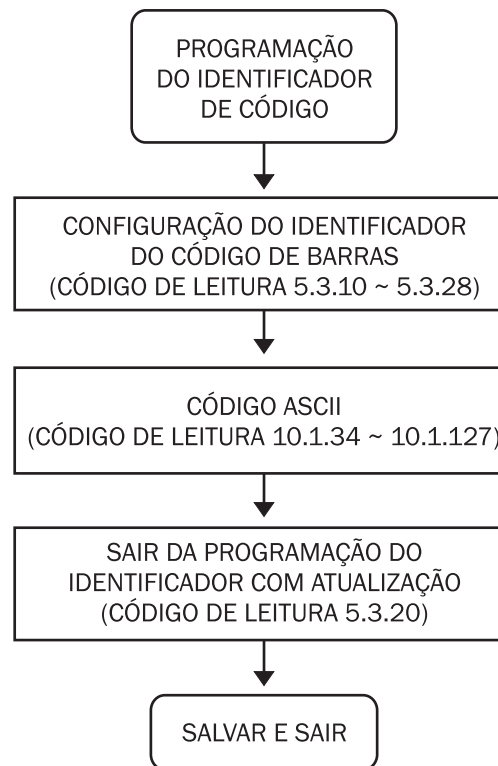 PROGRAMAÇÃO
DO IDENTIFICADOR
DE CÓDIGO
CONFIGURAÇÃO DO IDENTIFICADOR
DO CÓDIGO DE BARRAS
(CÓDIGO DE LEITURA 5.3.10 ~ 5.3.28)
CÓDIGO ASCII
(CÓDIGO DE LEITURA 10.1.34 ~ 10.1.127)
SAIR DA PROGRAMAÇÃO DO
IDENTIFICADOR COM ATUALIZAÇÃO
(CÓDIGO DE LEITURA 5.3.20)
SALVAR E SAIR